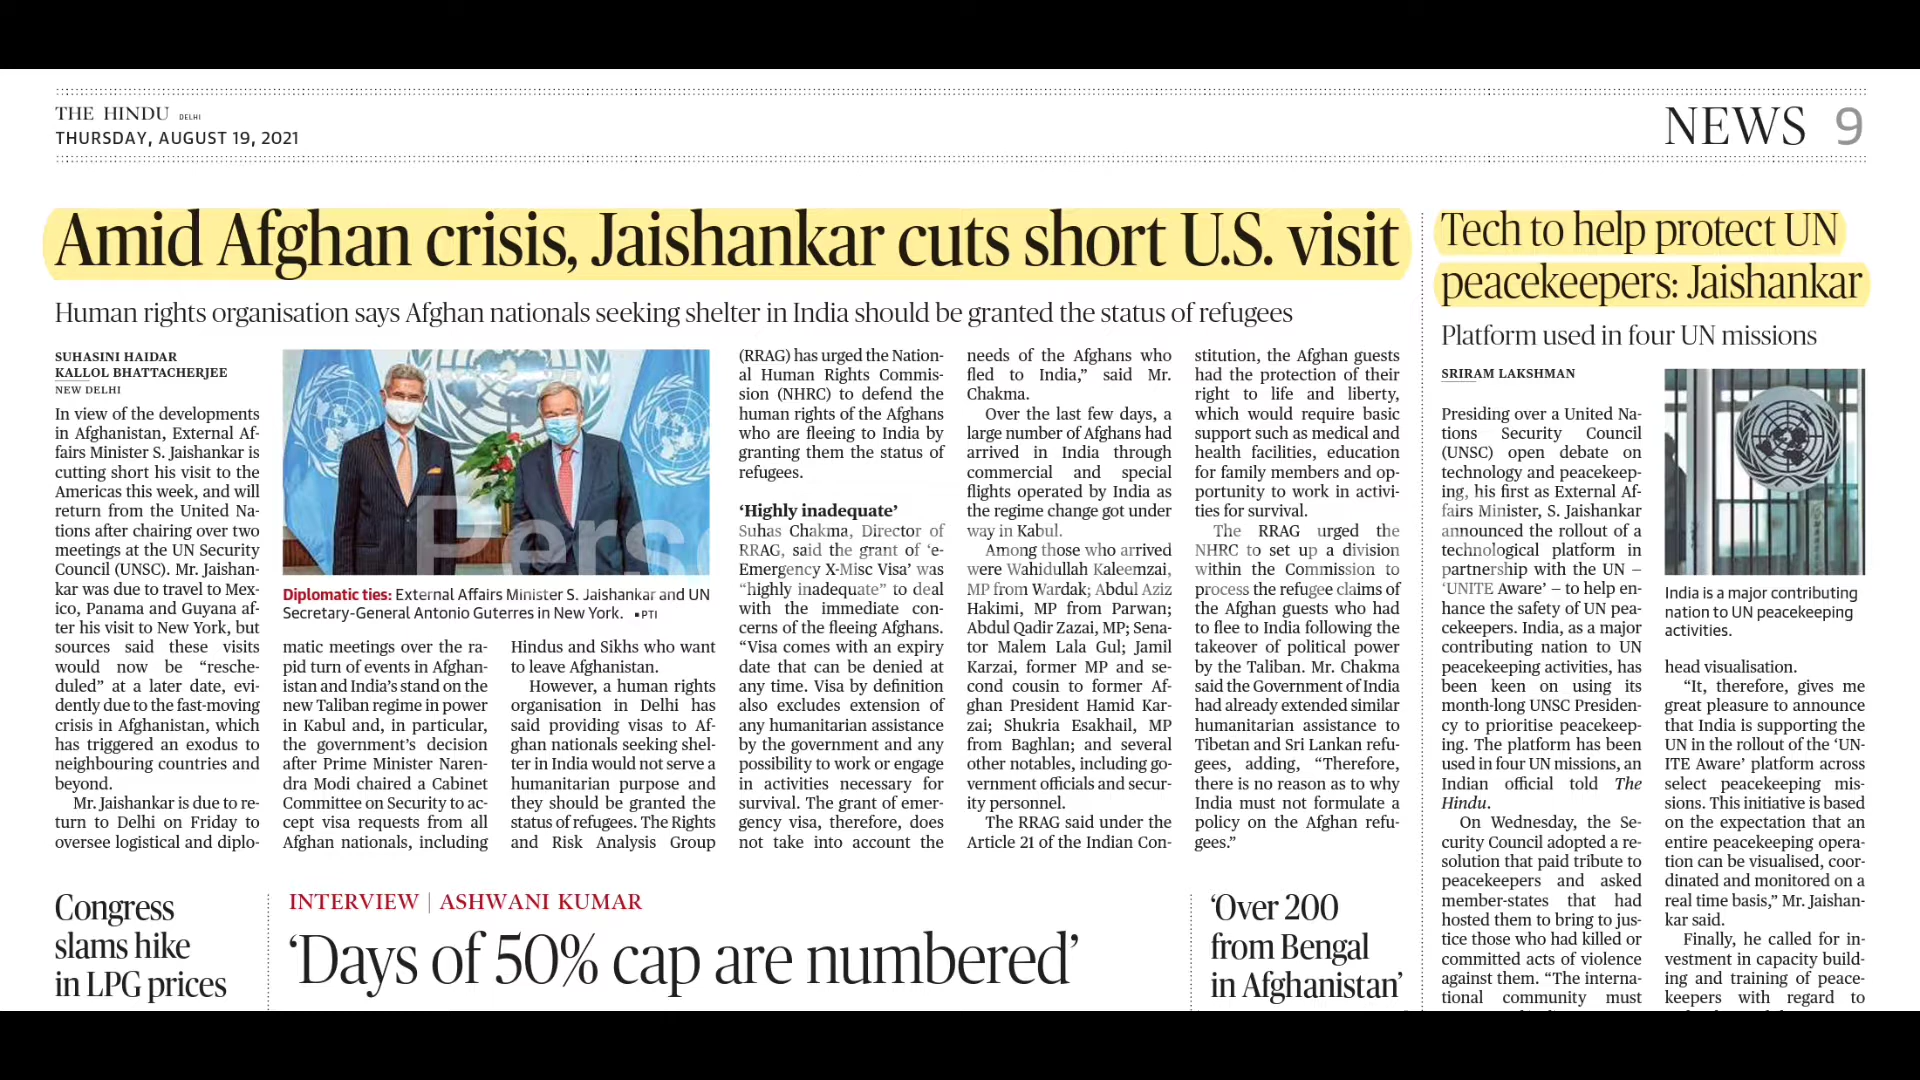 THE HINDU DELHI
THURSDAY, AUGUST 19, 2021
NEWS 9
Amid Afghan crisis, Jaishankar cuts short U.S. visit
Human rights organisation says Afghan nationals seeking shelter in India should be granted the status of refugees
SUHASINI HAIDAR
KALLOL BHATTACHERJEE
NEW DELHI
In view of the developments
in Afghanistan, External Af-
fairs Minister S. Jaishankar is
cutting short his visit to the
Americas this week, and will
return from the United Na-
tions after chairing over two
meetings at the UN Security
Council (UNSC). Mr. Jaishan-
kar was due to travel to Mex-
ico, Panama and Guyana af-
ter his visit to New York, but
sources said these visits
would now be “resche-
duled” at a later date, evi-
dently due to the fast-moving
crisis in Afghanistan, which
has triggered an exodus to
neighbouring countries and
beyond.
Mr. Jaishankar is due to re-
turn to Delhi on Friday to
oversee logistical and diplo-
Pers
Diplomatic ties: External Affairs Minister S. Jaishankar and UN
Secretary-General Antonio Guterres in New York. ▪ PTI
matic meetings over the ra-
pid turn of events in Afghan-
istan and India’s stand on the
new Taliban regime in power
in Kabul and, in particular,
the government’s decision
after Prime Minister Naren-
dra Modi chaired a Cabinet
Committee on Security to ac-
cept visa requests from all
Afghan nationals, including
Hindus and Sikhs who want
to leave Afghanistan.
However, a human rights
organisation in Delhi has
said providing visas to Af-
ghan nationals seeking shel-
ter in India would not serve a
humanitarian purpose and
they should be granted the
status of refugees. The Rights
and Risk Analysis Group
(RRAG) has urged the Nation-
al Human Rights Commis-
sion (NHRC) to defend the
human rights of the Afghans
who are fleeing to India by
granting them the status of
refugees.
‘Highly inadequate’
Suhas Chakma, Director of
RRAG, said the grant of ‘e-
Emergency X-Misc Visa’ was
“highly inadequate” to deal
with the immediate con-
cerns of the fleeing Afghans.
“Visa comes with an expiry
date that can be denied at
any time. Visa by definition
also excludes extension of
any humanitarian assistance
by the government and any
possibility to work or engage
in activities necessary for
survival. The grant of emer-
gency visa, therefore, does
not take into account the
needs of the Afghans who
fled to India,” said Mr.
Chakma.
Over the last few days, a
large number of Afghans had
arrived in India through
commercial and special
flights operated by India as
the regime change got under
way in Kabul.
Among those who arrived
were Wahidullah Kaleemzai,
MP from Wardak; Abdul Aziz
Hakimi, MP from Parwan;
Abdul Qadir Zazai, MP; Sena-
tor Malem Lala Gul; Jamil
Karzai, former MP and se-
cond cousin to former Af-
ghan President Hamid Kar-
zai; Shukria Esakhail, MP
from Baghlan; and several
other notables, including go-
vernment officials and secur-
ity personnel.
The RRAG said under the
Article 21 of the Indian Con-
stitution, the Afghan guests
had the protection of their
right to life and liberty,
which would require basic
support such as medical and
health facilities, education
for family members and op-
portunity to work in activi-
ties for survival.
The RRAG urged the
NHRC to set up a division
within the Commission to
process the refugee claims of
the Afghan guests who had
to flee to India following the
takeover of political power
by the Taliban. Mr. Chakma
said the Government of India
had already extended similar
humanitarian assistance to
Tibetan and Sri Lankan refu-
gees, adding, “Therefore,
there is no reason as to why
India must not formulate a
policy on the Afghan refu-
gees.”
Tech to help protect UN
peacekeepers: Jaishankar
Platform used in four UN missions
SRIRAM LAKSHMAN
Presiding over a United Na-
tions Security Council
(UNSC) open debate on
technology and peacekeep-
ing, his first as External Af-
fairs Minister, S. Jaishankar
announced the rollout of a
technological platform in
partnership with the UN –
‘UNITE Aware’ – to help en-
hance the safety of UN pea-
cekeepers. India, as a major
contributing nation to UN
peacekeeping activities, has
been keen on using its
month-long UNSC Presiden-
cy to prioritise peacekeep-
ing. The platform has been
used in four UN missions, an
Indian official told The
Hindu.
On Wednesday, the Se-
curity Council adopted a re-
solution that paid tribute to
peacekeepers and asked
member-states that had
hosted them to bring to jus-
tice those who had killed or
committed acts of violence
against them. “The interna-
tional community must
India is a major contributing
nation to UN peacekeeping
activities.
head visualisation.
“It, therefore, gives me
great pleasure to announce
that India is supporting the
UN in the rollout of the ‘UN-
ITE Aware’ platform across
select peacekeeping mis-
sions. This initiative is based
on the expectation that an
entire peacekeeping opera-
tion can be visualised, coor-
dinated and monitored on a
real time basis,” Mr. Jaishan-
kar said.
Finally, he called for in-
vestment in capacity build-
ing and training of peace-
keepers with regard to
Congress
slams hike
in LPG prices
INTERVIEW | ASHWANI KUMAR
‘Days of 50% cap are numbered’
‘Over 200
from Bengal
in Afghanistan’